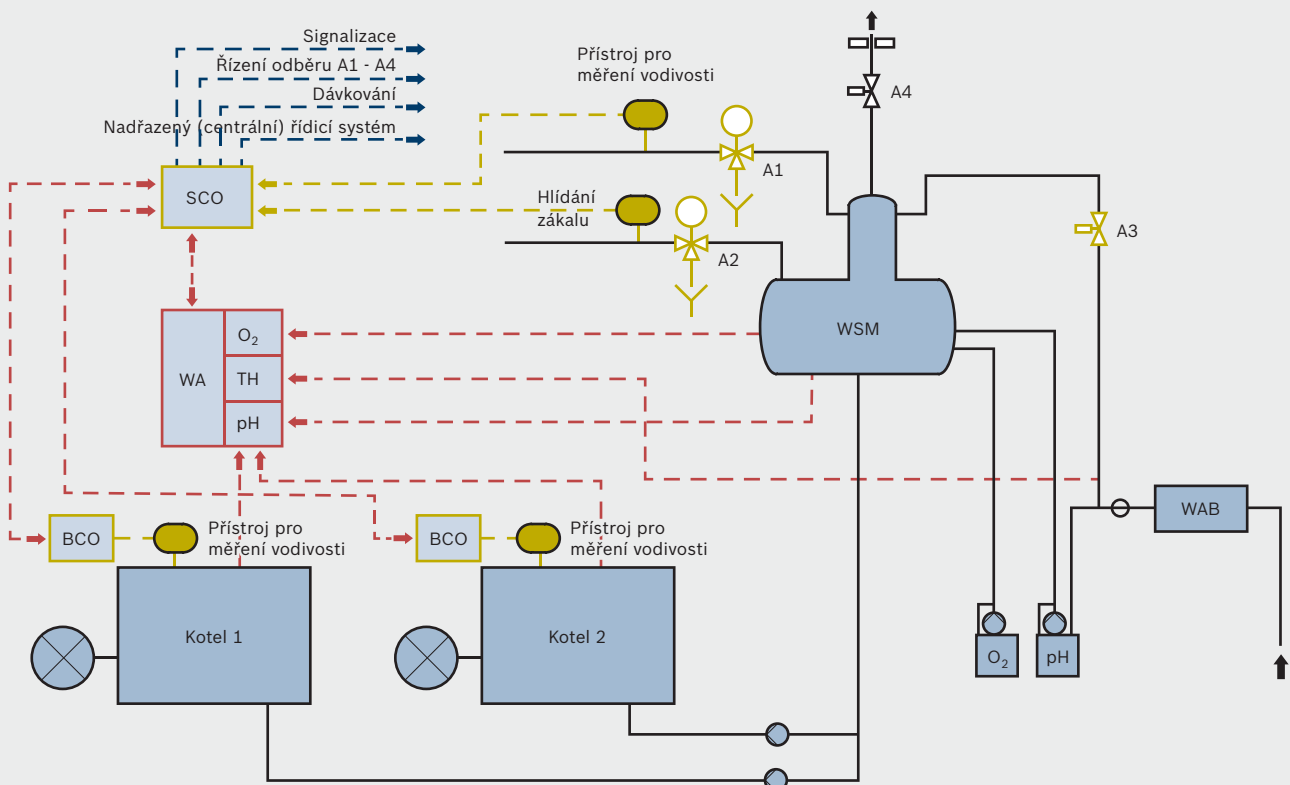 Signalizace
Řízení odběru A1 - A4
Dávkování
Nadřazený (centrální) řídicí systém
Přístroj pro
měření vodivosti
A4
A1
SCO
Hlídání
zákalu
A2
A3
WSM
WA
O₂
TH
pH
WAB
BCO
Přístroj pro
měření vodivosti
BCO
Přístroj pro
měření vodivosti
Kotel 1
Kotel 2
O₂
pH